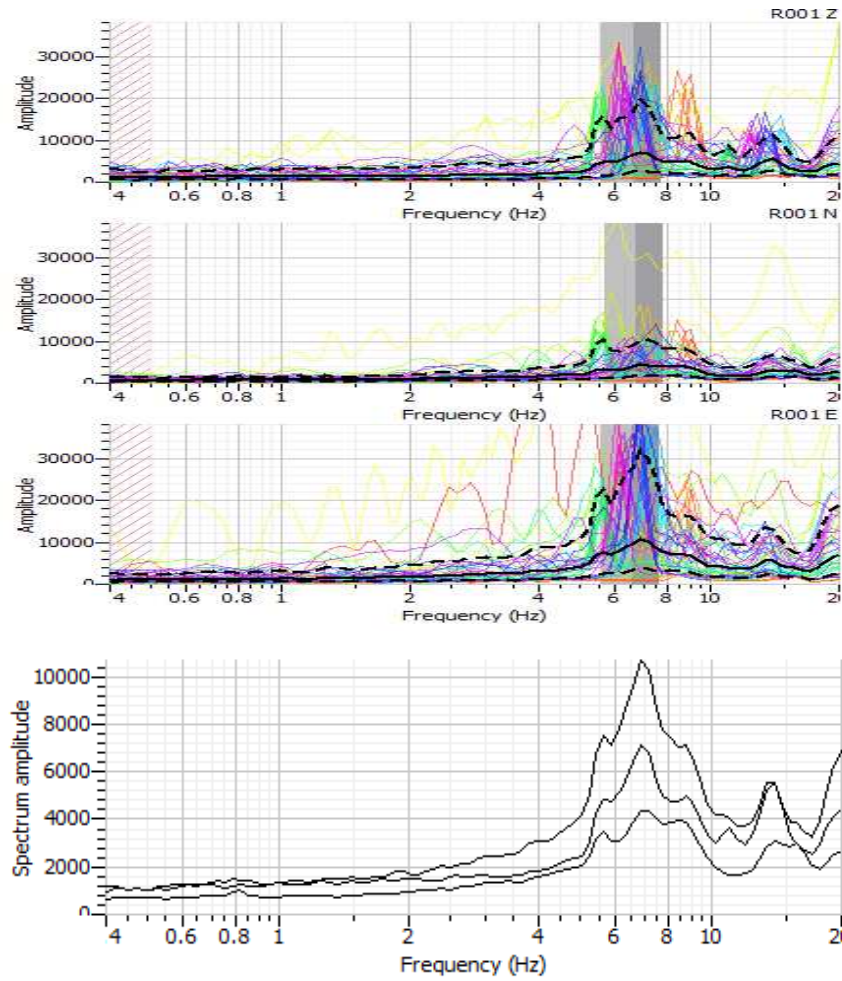 R001 Z
30000
20000
10000
0
Amplitude
4 0.6 0.8 1 2 4 6 8 10 20
Frequency (Hz)
R001 N
30000
20000
10000
0
Amplitude
4 0.6 0.8 1 2 4 6 8 10 20
Frequency (Hz)
R001 E
30000
20000
10000
0
Amplitude
4 0.6 0.8 1 2 4 6 8 10 20
Frequency (Hz)
10000
8000
6000
4000
2000
0
Spectrum amplitude
4 0.6 0.8 1 2 4 6 8 10 2
Frequency (Hz)